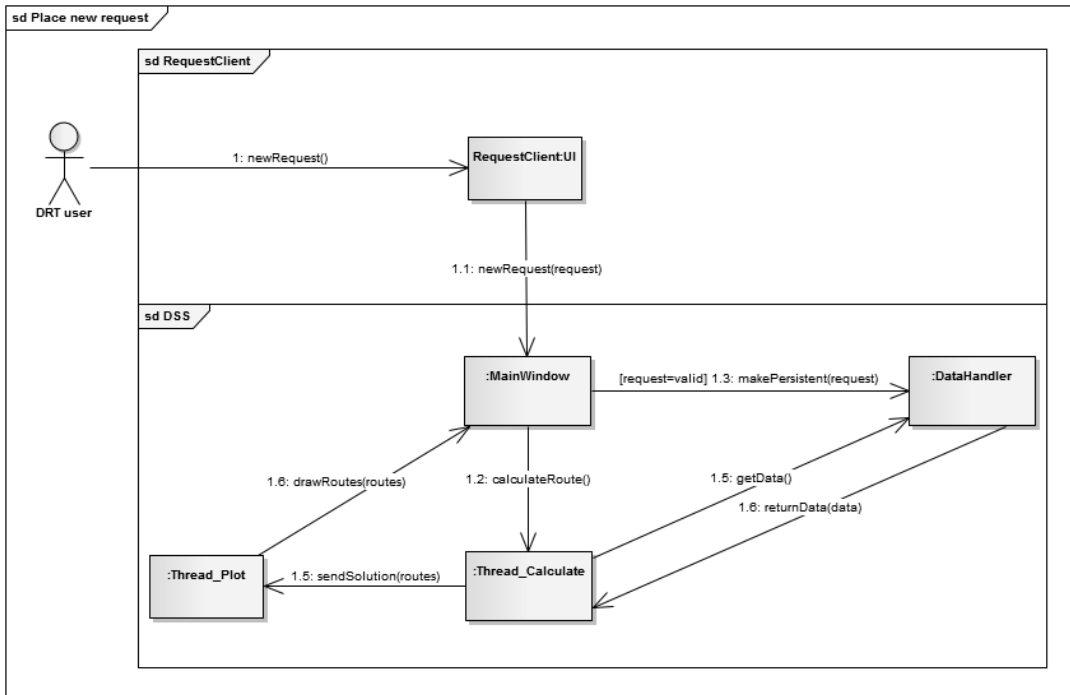 sd Place new request
sd RequestClient
RequestClient:UI
1: newRequest()
DRT user
1.1: newRequest(request)
sd DSS
:MainWindow
[request=valid] 1.3: makePersistent(request)
:DataHandler
1.6: drawRoutes(routes)
1.2: calculateRoute()
1.5: getData()
1.6: returnData(data)
:Thread_Plot
1.5: sendSolution(routes)
:Thread_Calculate